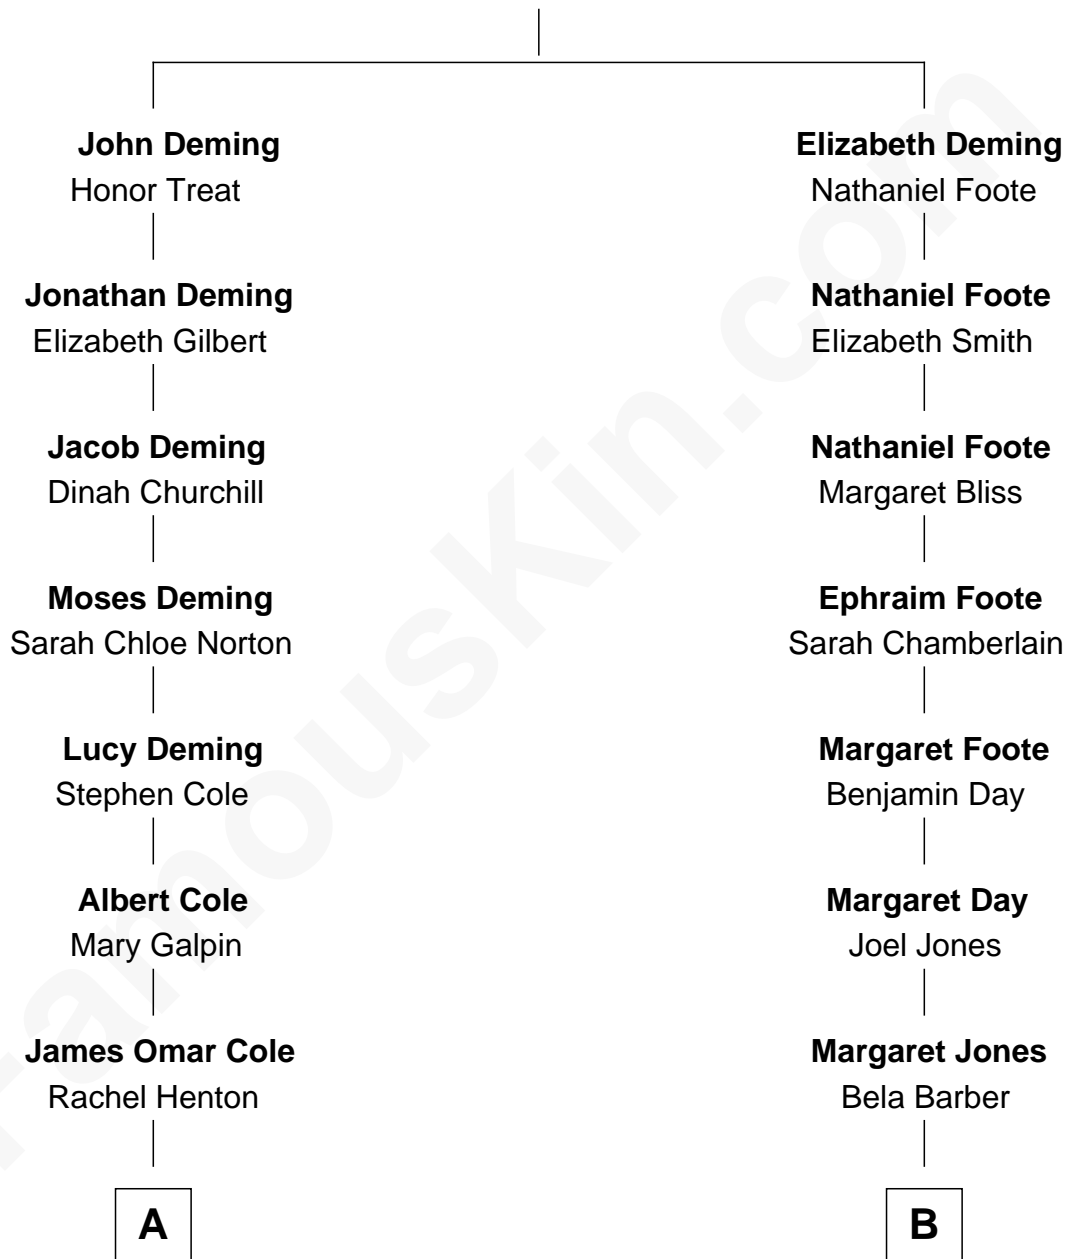 John Deming
Honor Treat
Elizabeth Deming
Nathaniel Foote
Jonathan Deming
Elizabeth Gilbert
Nathaniel Foote
Elizabeth Smith
Jacob Deming
Dinah Churchill
Nathaniel Foote
Margaret Bliss
Moses Deming
Sarah Chloe Norton
Ephraim Foote
Sarah Chamberlain
Lucy Deming
Stephen Cole
Margaret Foote
Benjamin Day
Albert Cole
Mary Galpin
Margaret Day
Joel Jones
James Omar Cole
Rachel Henton
Margaret Jones
Bela Barber
A
B
FamousKin.com